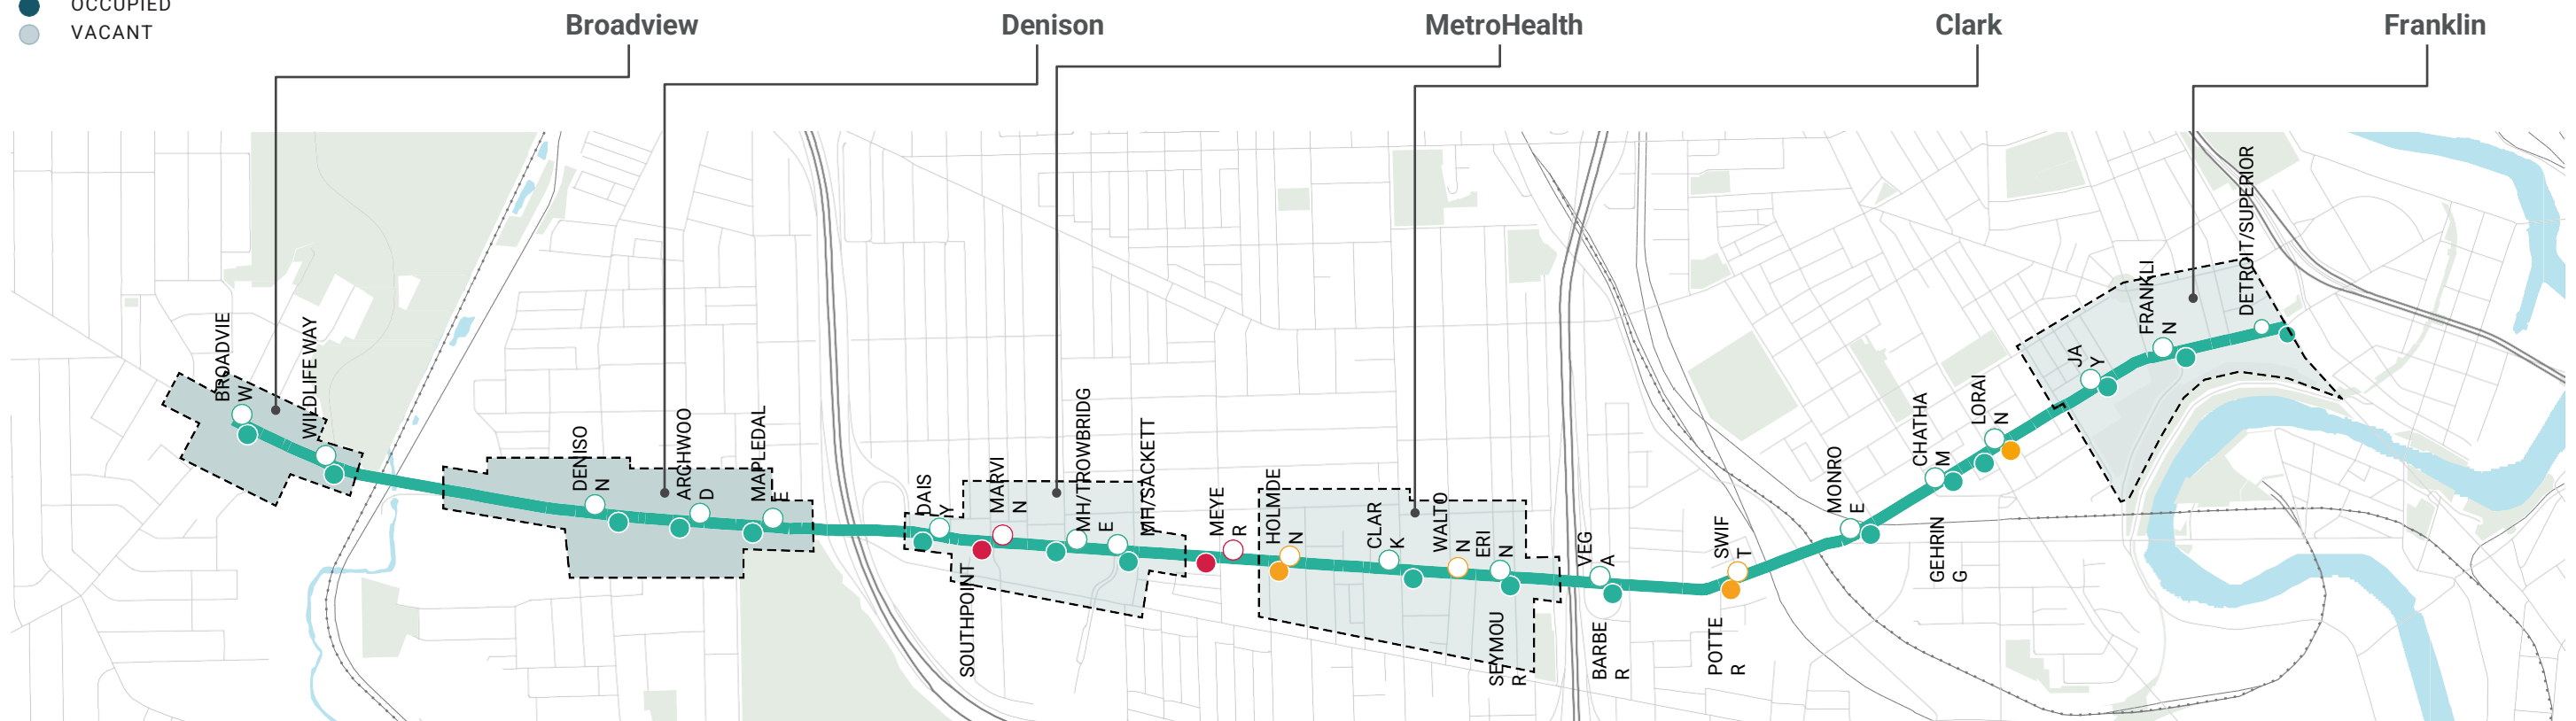 OCCUPIED
VACANT
Broadview
Denison
MetroHealth
Clark
Franklin
BROADVIE
W
WILDLIFE WAY
DENISO
N
ARCHWOO
D
MAPLEDAL
E
DAIS
Y
SOUTHPOINT
MARVI
N
MH/TROWBRIDG
E
MH/SACKETT
MEYE
R
HOLMDE
N
CLAR
K
WALTO
N
ERI
N
SEYMOU
R
VEG
A
BARBE
R
SWIF
T
POTTE
R
MONRO
E
CHATHA
M
GEHRIN
G
LORAI
N
JA
Y
FRANKLI
N
DETROIT/SUPERIOR